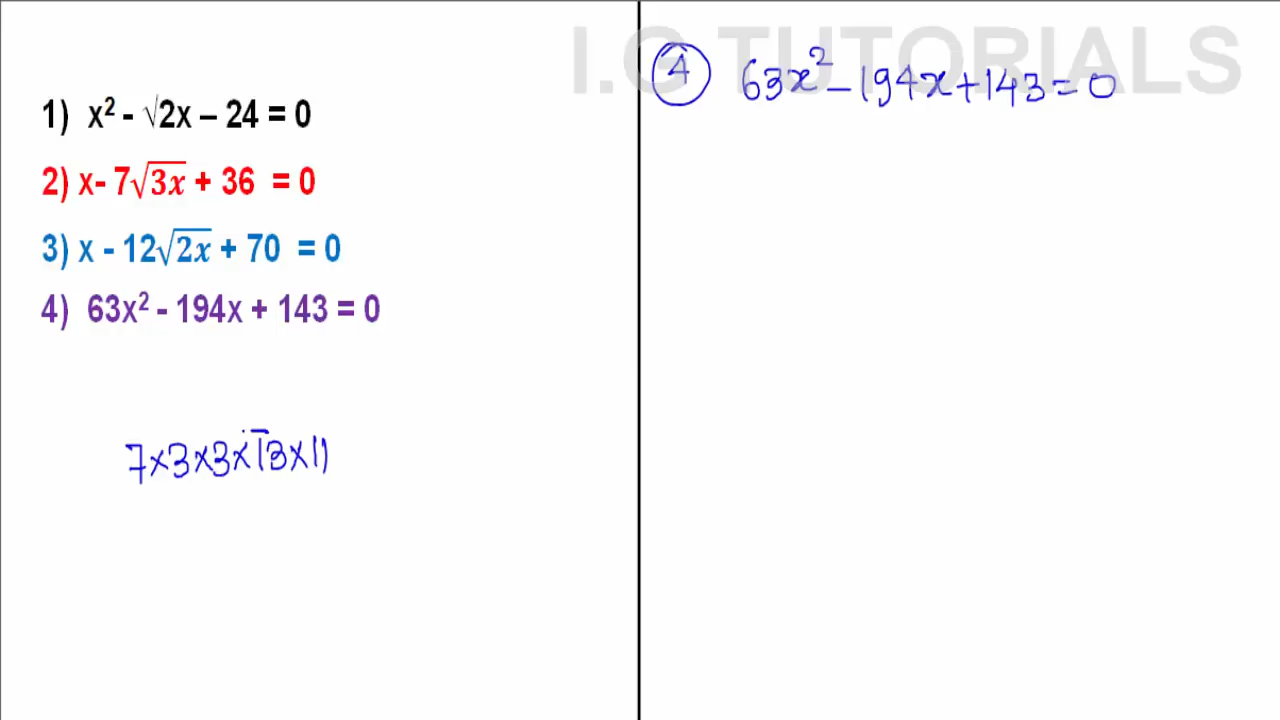 I.G TUTORIALS
1) x² - √2x – 24 = 0
2) x- 7√3x + 36 = 0
3) x - 12√2x + 70 = 0
4) 63x² - 194x + 143 = 0
7×3×3×13×11
4 63x² – 194x + 143 = 0